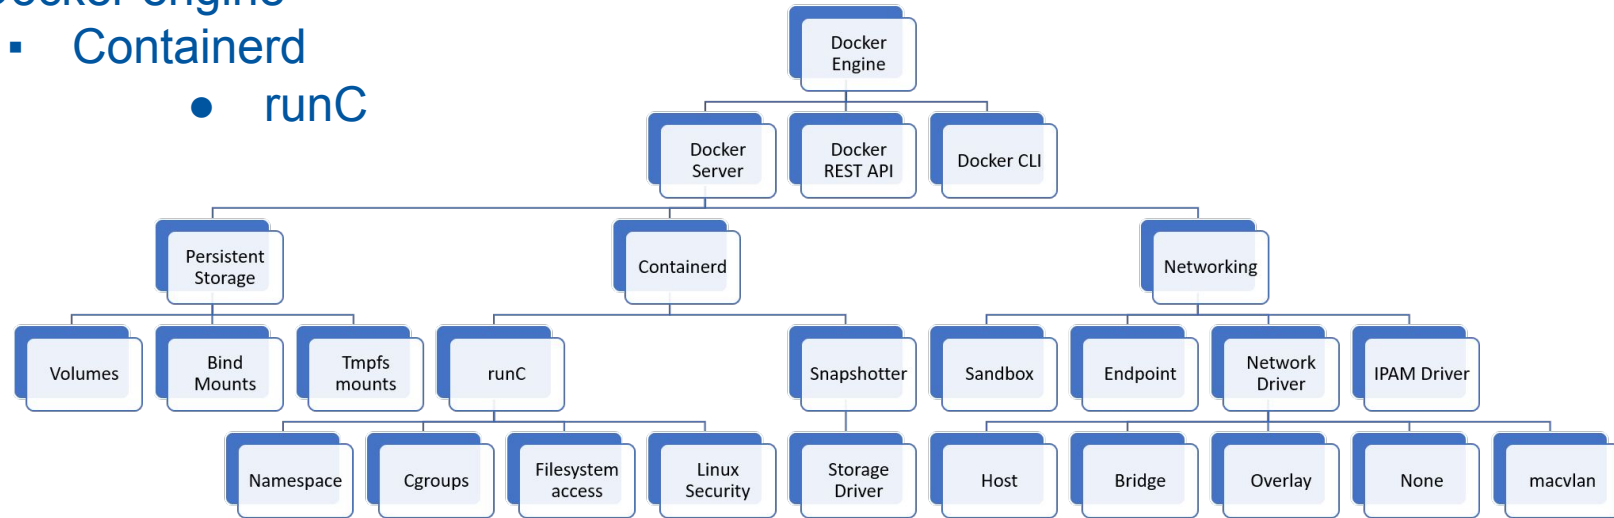 Docker engine
▪ Containerd
● runC
Docker
Engine
Docker
Server
Docker
REST API
Docker CLI
Persistent
Storage
Containerd
Networking
Volumes
Bind
Mounts
Tmpfs
mounts
runC
Snapshotter
Sandbox
Endpoint
Network
Driver
IPAM Driver
Namespace
Cgroups
Filesystem
access
Linux
Security
Storage
Driver
Host
Bridge
Overlay
None
macvlan